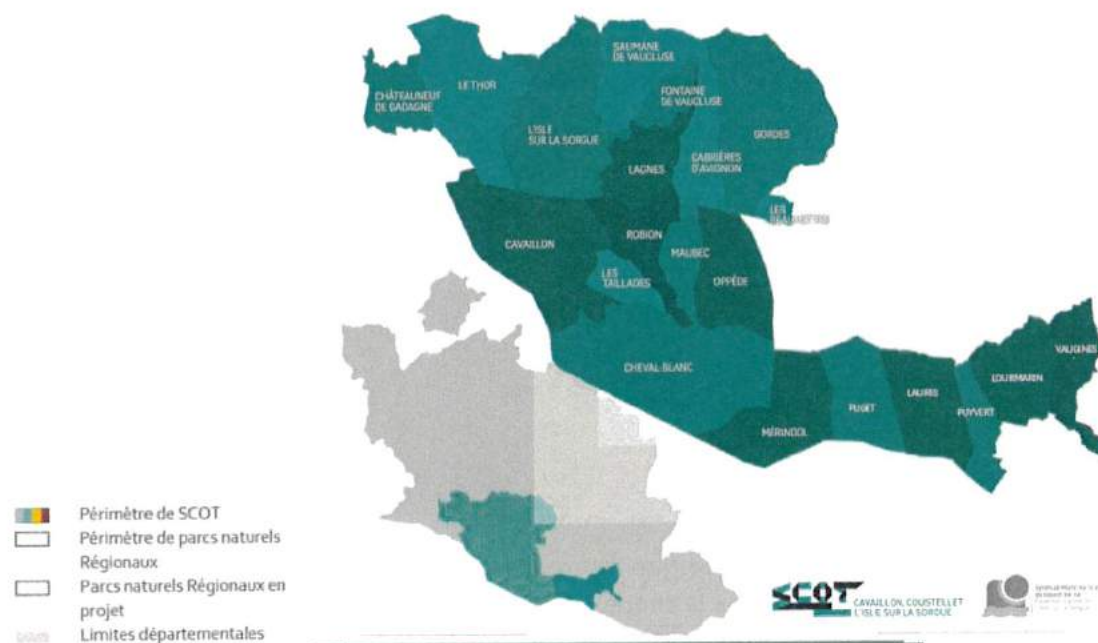 SAUMANE
DE VAUCLUSE
LE THOR
CHÂTEAUNEUF
DE GADAGNE
FONTAINE
DE VAUCLUSE
L'ISLE
SUR LA SORGUE
GORDES
CABRIÈRES
D'AVIGNON
LAGNES
LES
CAVAILLON
ROBION
MAUBEC
LES
TAILLADES
OPPÈDE
CHEVAL BLANC
VAUGINES
LOURMARIN
LAURIS
PUGET
PUYVERT
MÉRINDOL
Périmètre de SCOT
Périmètre de parcs naturels
Régionaux
Parcs naturels Régionaux en
projet
Limites départementales
SCOT
CAVAILLON, COUSTELLET
L'ISLE SUR LA SORGUE